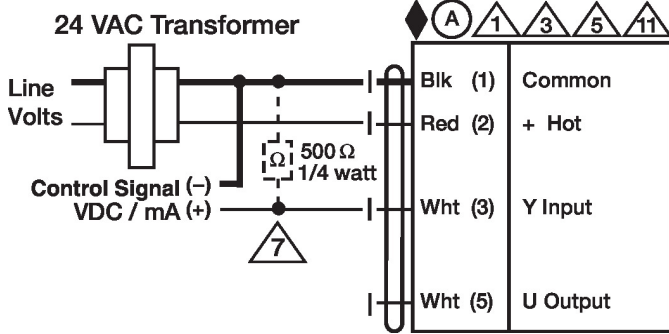 24 VAC Transformer
A 1 3 5 11
Line
Volts
Blk (1) Common
Red (2) + Hot
Ω 500 Ω
1/4 watt
Control Signal (−)
VDC / mA (+)
Wht (3) Y Input
7
Wht (5) U Output